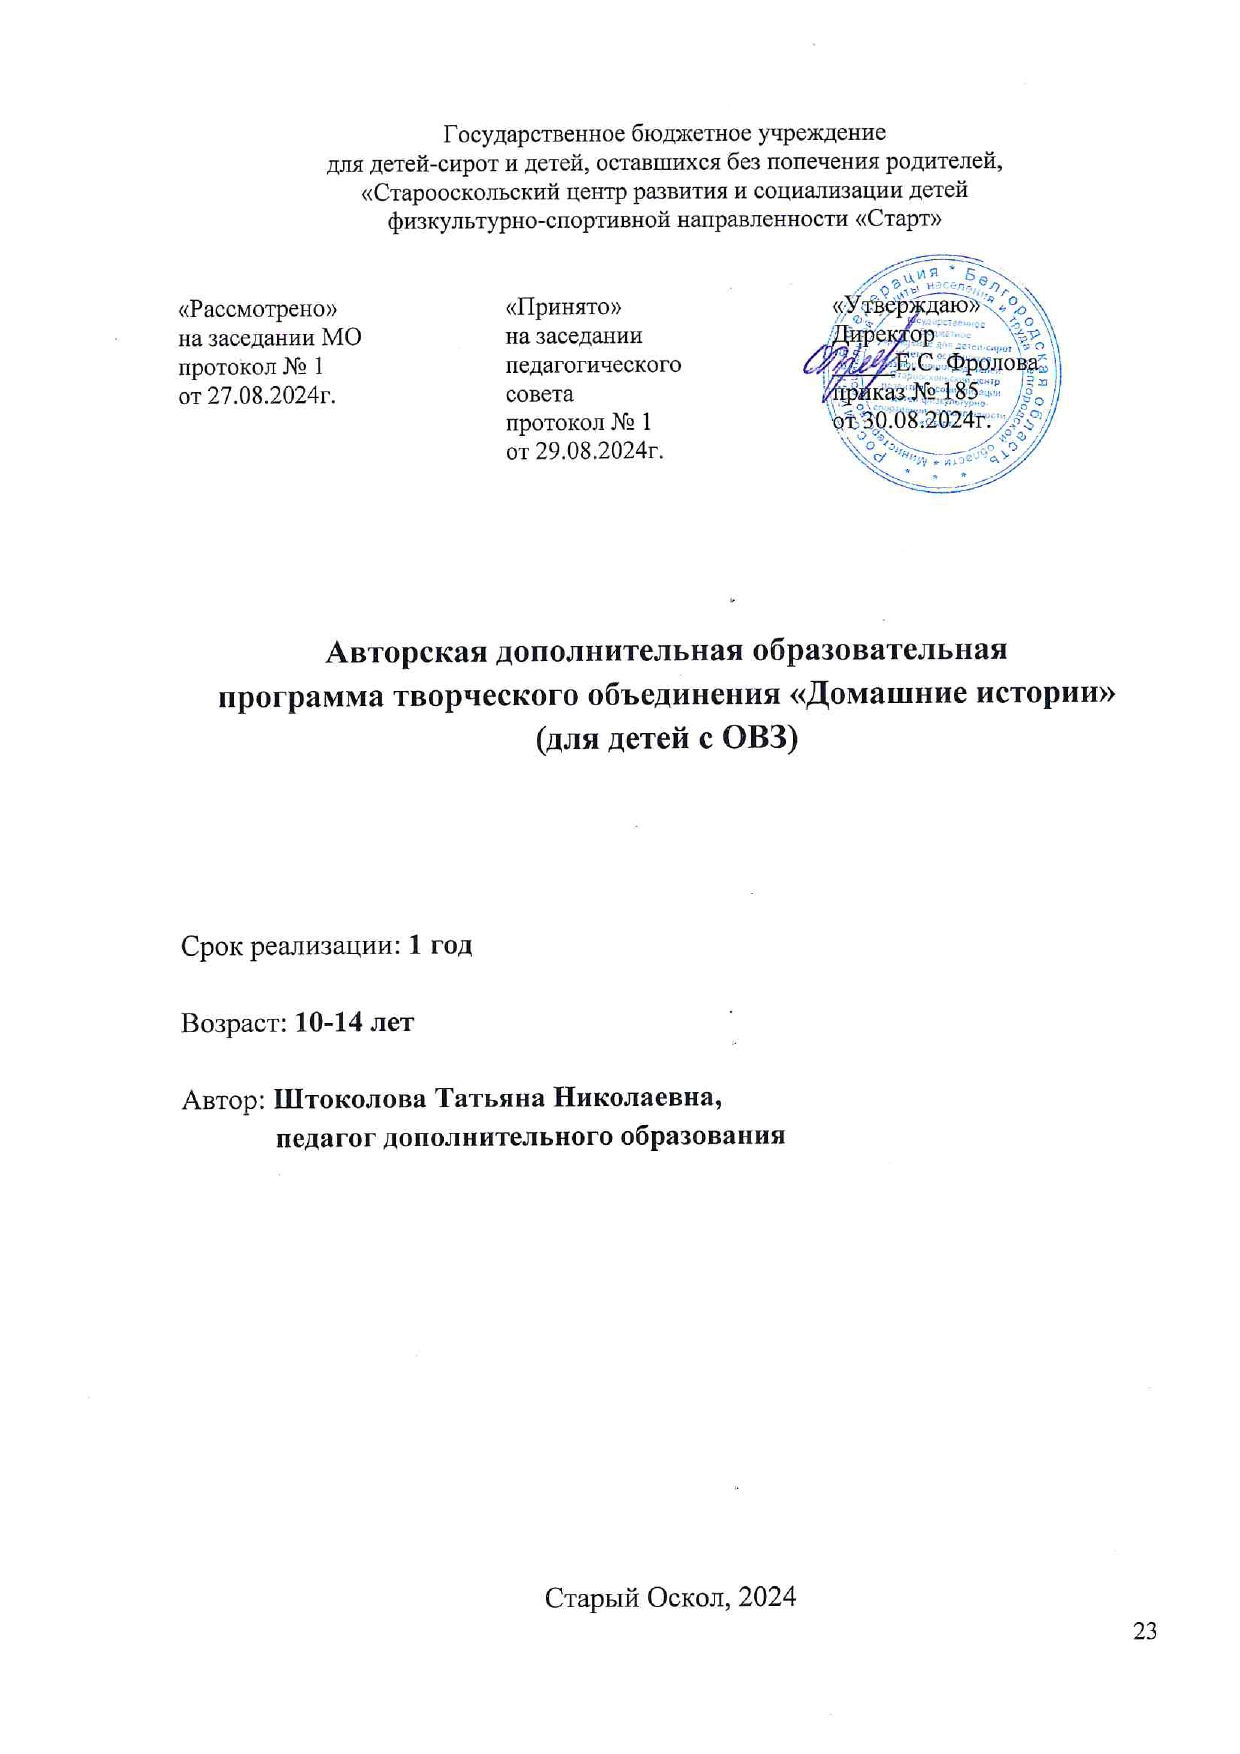 Государственное бюджетное учреждение
для детей-сирот и детей, оставшихся без попечения родителей,
«Старооскольский центр развития и социализации детей
физкультурно-спортивной направленности «Старт»
«Рассмотрено»
на заседании МО
протокол № 1
от 27.08.2024г.
«Принято»
на заседании
педагогического
совета
протокол № 1
от 29.08.2024г.
«Утверждаю»
Директор
Е.С. Фролова
приказ № 185
от 30.08.2024г.
Белгородская область
Авторская дополнительная образовательная
программа творческого объединения «Домашние истории»
(для детей с ОВЗ)
Срок реализации: 1 год
Возраст: 10-14 лет
Автор: Штоколова Татьяна Николаевна,
педагог дополнительного образования
Старый Оскол, 2024
23